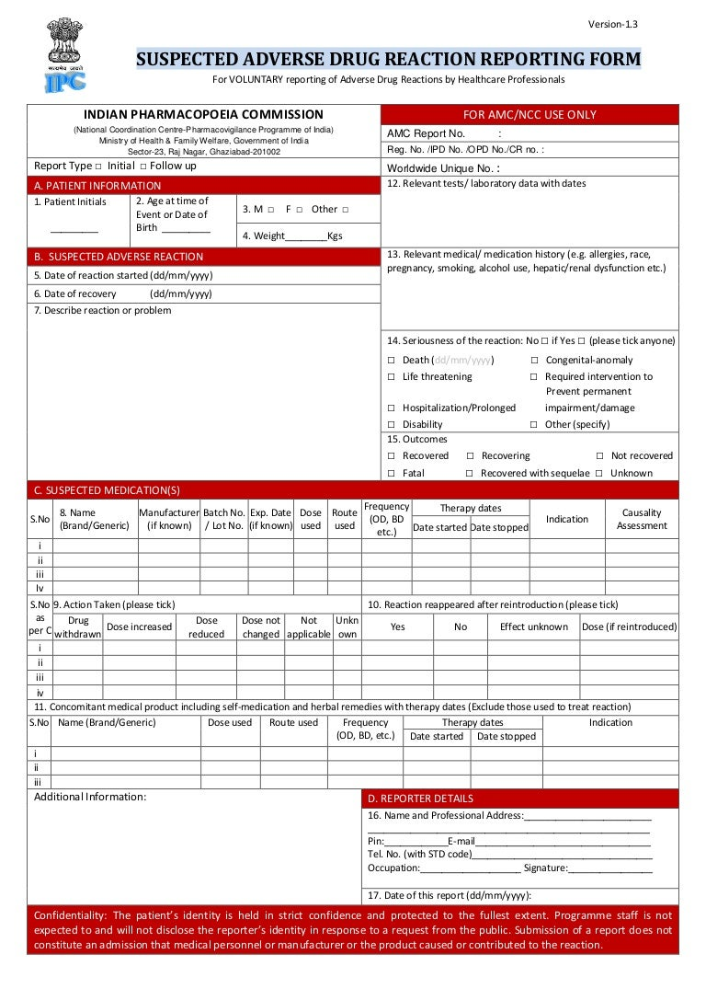 Version-1.3
सत्यमेव जयते
IPC
SUSPECTED ADVERSE DRUG REACTION REPORTING FORM
For VOLUNTARY reporting of Adverse Drug Reactions by Healthcare Professionals
INDIAN PHARMACOPOEIA COMMISSION
(National Coordination Centre-Pharmacovigilance Programme of India)
Ministry of Health & Family Welfare, Government of India
Sector-23, Raj Nagar, Ghaziabad-201002
Report Type □ Initial □ Follow up
FOR AMC/NCC USE ONLY
AMC Report No. :
Reg. No. /IPD No. /OPD No./CR no. :
Worldwide Unique No. :
A. PATIENT INFORMATION
1. Patient Initials
_________
2. Age at time of
Event or Date of
Birth _________
3. M □ F □ Other □
4. Weight________Kgs
12. Relevant tests/ laboratory data with dates
B. SUSPECTED ADVERSE REACTION
5. Date of reaction started (dd/mm/yyyy)
6. Date of recovery (dd/mm/yyyy)
7. Describe reaction or problem
13. Relevant medical/ medication history (e.g. allergies, race,
pregnancy, smoking, alcohol use, hepatic/renal dysfunction etc.)
14. Seriousness of the reaction: No □ if Yes □ (please tick anyone)
□ Death (dd/mm/yyyy) □ Congenital-anomaly
□ Life threatening □ Required intervention to
Prevent permanent
□ Hospitalization/Prolonged impairment/damage
□ Disability □ Other (specify)
15. Outcomes
□ Recovered □ Recovering □ Not recovered
□ Fatal □ Recovered with sequelae □ Unknown
C. SUSPECTED MEDICATION(S)
S.No
8. Name
(Brand/Generic)
Manufacturer
(if known)
Batch No.
/ Lot No.
Exp. Date
(if known)
Dose
used
Route
used
Frequency
(OD, BD
etc.)
Therapy dates
Date started
Date stopped
Indication
Causality
Assessment
i
ii
iii
Iv
S.No
as
per C
9. Action Taken (please tick)
10. Reaction reappeared after reintroduction (please tick)
Drug
withdrawn
Dose increased
Dose
reduced
Dose not
changed
Not
applicable
Unkn
own
Yes
No
Effect unknown
Dose (if reintroduced)
i
ii
iii
iv
11. Concomitant medical product including self-medication and herbal remedies with therapy dates (Exclude those used to treat reaction)
S.No
Name (Brand/Generic)
Dose used
Route used
Frequency
(OD, BD, etc.)
Therapy dates
Date started
Date stopped
Indication
i
ii
iii
Additional Information:
D. REPORTER DETAILS
16. Name and Professional Address:________________________
_____________________________________________________
Pin:____________E-mail_________________________________
Tel. No. (with STD code)__________________________________
Occupation:___________________ Signature:________________
17. Date of this report (dd/mm/yyyy):
Confidentiality: The patient's identity is held in strict confidence and protected to the fullest extent. Programme staff is not
expected to and will not disclose the reporter's identity in response to a request from the public. Submission of a report does not
constitute an admission that medical personnel or manufacturer or the product caused or contributed to the reaction.